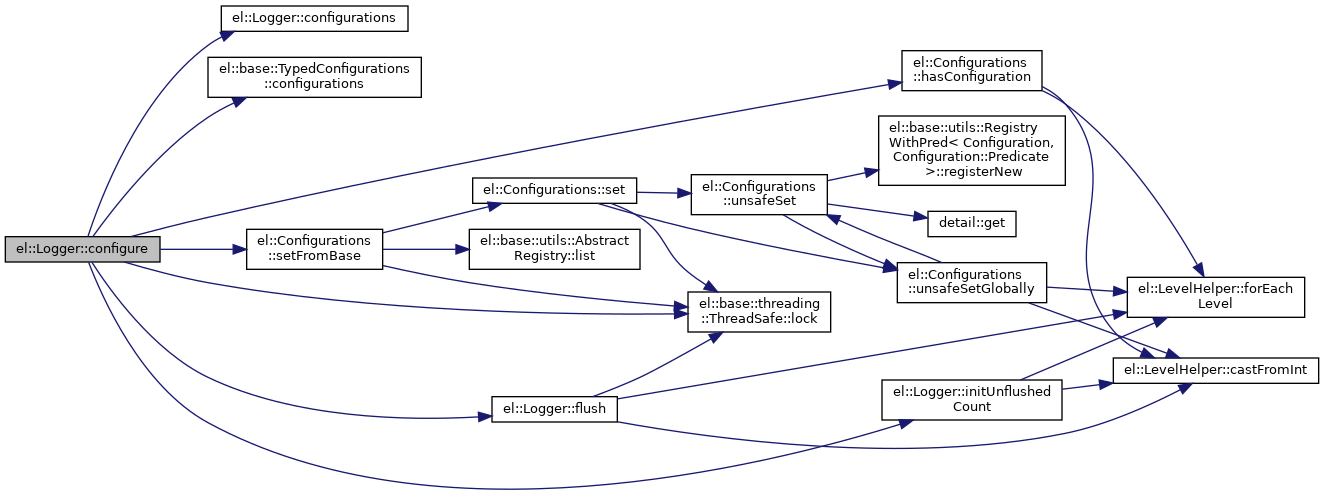 el::Logger::configurations
el::base::TypedConfigurations
::configurations
el::Configurations
::hasConfiguration
el::base::utils::Registry
WithPred< Configuration,
Configuration::Predicate
>::registerNew
el::Configurations::set
el::Configurations
::unsafeSet
detail::get
el::Logger::configure
el::Configurations
::setFromBase
el::base::utils::Abstract
Registry::list
el::Configurations
::unsafeSetGlobally
el::base::threading
::ThreadSafe::lock
el::LevelHelper::forEach
Level
el::LevelHelper::castFromInt
el::Logger::flush
el::Logger::initUnflushed
Count